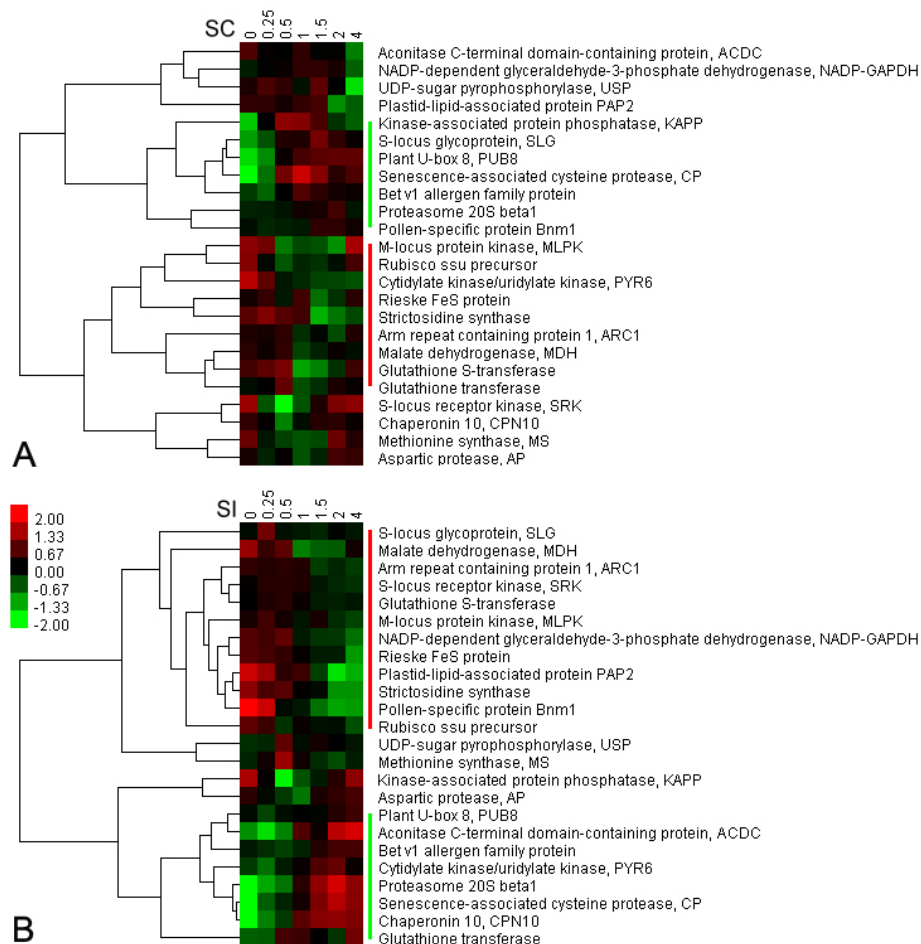 A
SC
0 0.25 0.5 1 1.5 2 4
Aconitase C-terminal domain-containing protein, ACDC
NADP-dependent glyceraldehyde-3-phosphate dehydrogenase, NADP-GAPDH
UDP-sugar pyrophosphorylase, USP
Plastid-lipid-associated protein PAP2
Kinase-associated protein phosphatase, KAPP
S-locus glycoprotein, SLG
Plant U-box 8, PUB8
Senescence-associated cysteine protease, CP
Bet v1 allergen family protein
Proteasome 20S beta1
Pollen-specific protein Bnm1
M-locus protein kinase, MLPK
Rubisco ssu precursor
Cytidylate kinase/uridylate kinase, PYR6
Rieske FeS protein
Strictosidine synthase
Arm repeat containing protein 1, ARC1
Malate dehydrogenase, MDH
Glutathione S-transferase
Glutathione transferase
S-locus receptor kinase, SRK
Chaperonin 10, CPN10
Methionine synthase, MS
Aspartic protease, AP
B
SI
0 0.25 0.5 1 1.5 2 4
2.00
1.33
0.67
0.00
-0.67
-1.33
-2.00
S-locus glycoprotein, SLG
Malate dehydrogenase, MDH
Arm repeat containing protein 1, ARC1
S-locus receptor kinase, SRK
Glutathione S-transferase
M-locus protein kinase, MLPK
NADP-dependent glyceraldehyde-3-phosphate dehydrogenase, NADP-GAPDH
Rieske FeS protein
Plastid-lipid-associated protein PAP2
Strictosidine synthase
Pollen-specific protein Bnm1
Rubisco ssu precursor
UDP-sugar pyrophosphorylase, USP
Methionine synthase, MS
Kinase-associated protein phosphatase, KAPP
Aspartic protease, AP
Plant U-box 8, PUB8
Aconitase C-terminal domain-containing protein, ACDC
Bet v1 allergen family protein
Cytidylate kinase/uridylate kinase, PYR6
Proteasome 20S beta1
Senescence-associated cysteine protease, CP
Chaperonin 10, CPN10
Glutathione transferase